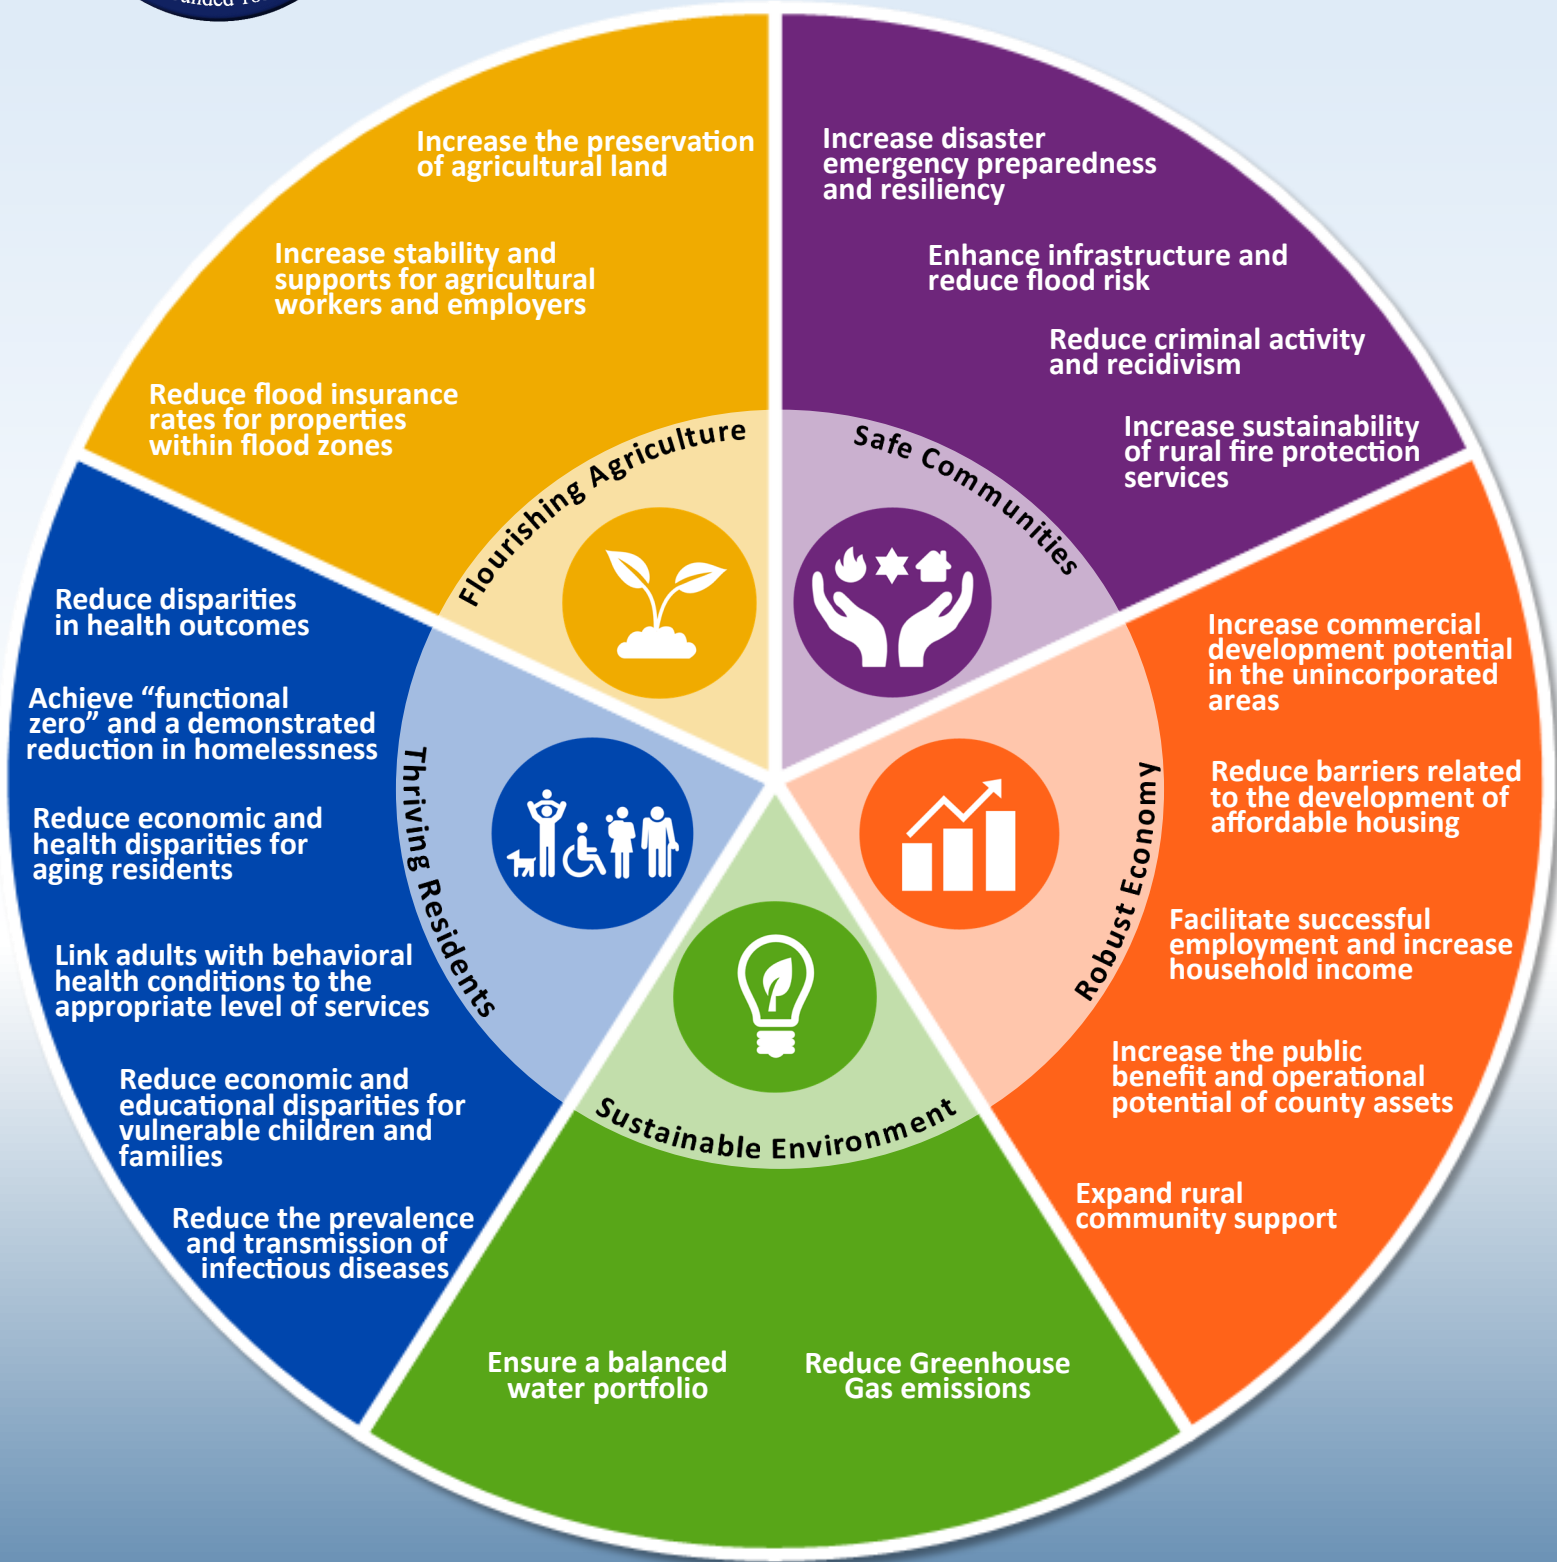 Increase the preservation
of agricultural land
Increase stability and
supports for agricultural
workers and employers
Reduce flood insurance
rates for properties
within flood zones
Flourishing Agriculture
Increase disaster
emergency preparedness
and resiliency
Enhance infrastructure and
reduce flood risk
Reduce criminal activity
and recidivism
Increase sustainability
of rural fire protection
services
Safe Communities
Increase commercial
development potential
in the unincorporated
areas
Reduce barriers related
to the development of
affordable housing
Facilitate successful
employment and increase
household income
Increase the public
benefit and operational
potential of county assets
Expand rural
community support
Robust Economy
Sustainable Environment
Ensure a balanced
water portfolio
Reduce Greenhouse
Gas emissions
Thriving Residents
Reduce disparities
in health outcomes
Achieve “functional
zero” and a demonstrated
reduction in homelessness
Reduce economic and
health disparities for
aging residents
Link adults with behavioral
health conditions to the
appropriate level of services
Reduce economic and
educational disparities for
vulnerable children and
families
Reduce the prevalence
and transmission of
infectious diseases